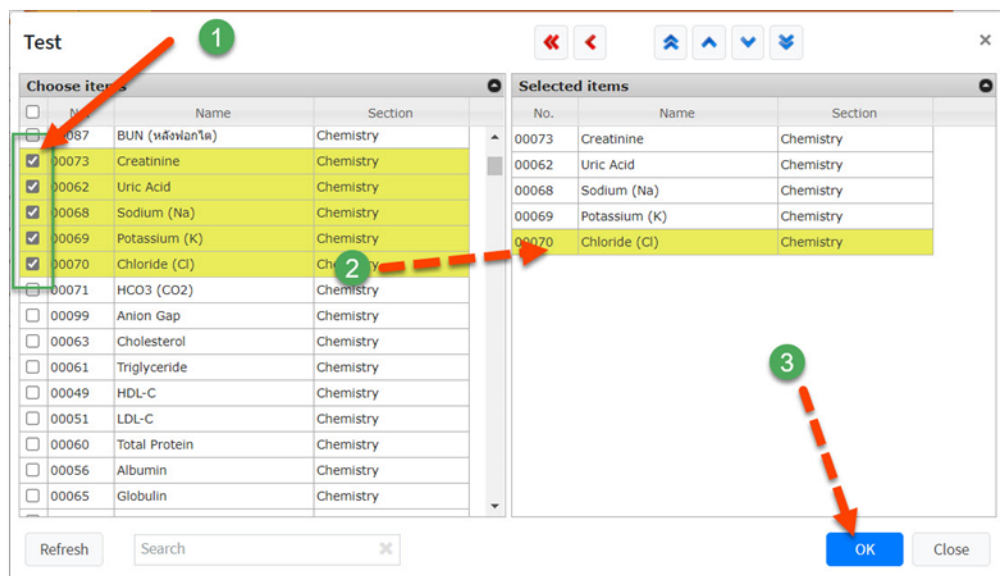 Test
1
Choose items
Selected items
Name Section
No. Name Section
BUN (หลังฟอกไต) Chemistry
00073 Creatinine Chemistry
00062 Uric Acid Chemistry
00068 Sodium (Na) Chemistry
00069 Potassium (K) Chemistry
00070 Chloride (Cl) Chemistry
00071 HCO3 (CO2) Chemistry
00099 Anion Gap Chemistry
00063 Cholesterol Chemistry
00061 Triglyceride Chemistry
00049 HDL-C Chemistry
00051 LDL-C Chemistry
00060 Total Protein Chemistry
00056 Albumin Chemistry
00065 Globulin Chemistry
00073 Creatinine Chemistry
00062 Uric Acid Chemistry
00068 Sodium (Na) Chemistry
00069 Potassium (K) Chemistry
00070 Chloride (Cl) Chemistry
2
3
Refresh
Search
OK
Close